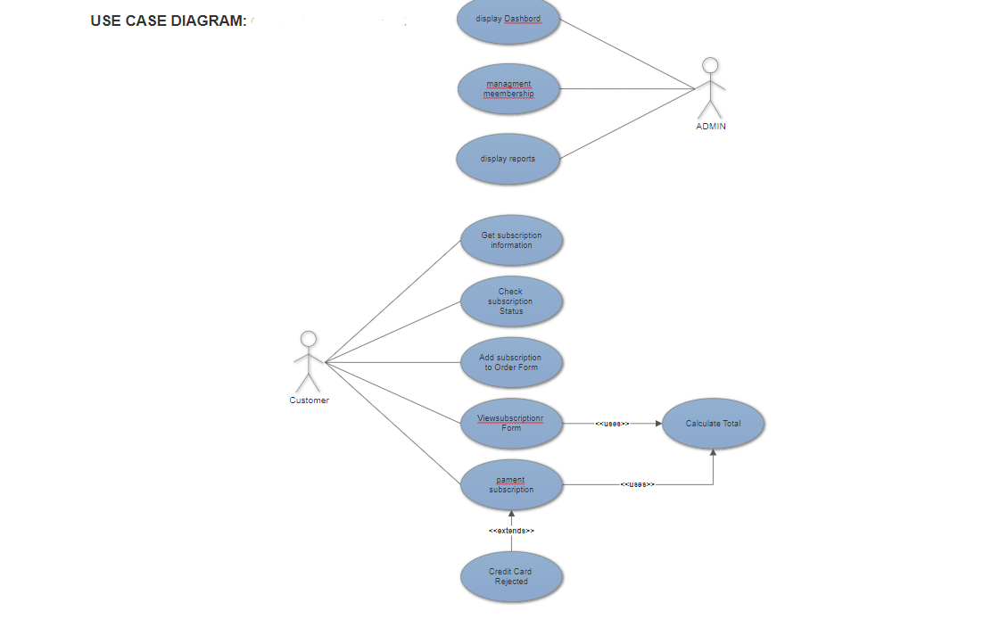 USE CASE DIAGRAM:
display Dashbord
managment
meembership
ADMIN
display reports
Get subscription
information
Check
subscription
Status
Add subscription
to Order Form
Customer
Viewsubscriptionr
Form
<<uses>>
Calculate Total
pament
subscription
<<uses>>
<<extends>>
Credit Card
Rejected